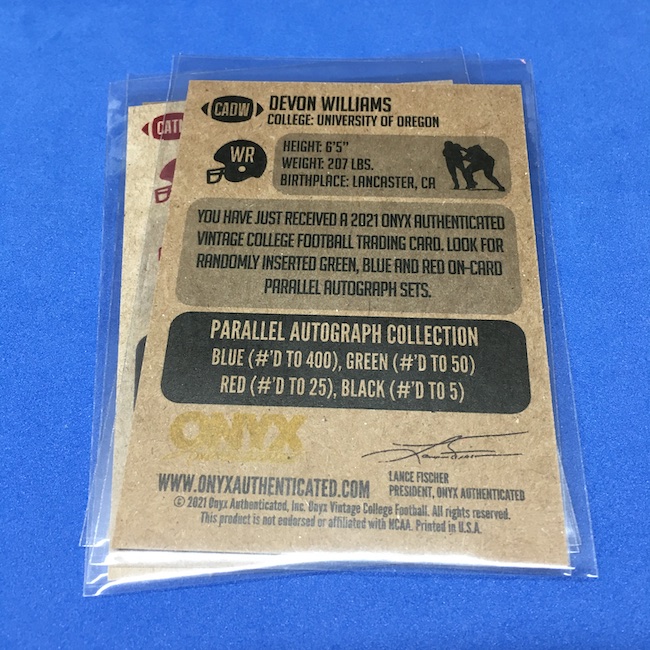 CADW
DEVON WILLIAMS
COLLEGE: UNIVERSITY OF OREGON
WR
HEIGHT: 6'5"
WEIGHT: 207 LBS.
BIRTHPLACE: LANCASTER, CA
YOU HAVE JUST RECEIVED A 2021 ONYX AUTHENTICATED
VINTAGE COLLEGE FOOTBALL TRADING CARD. LOOK FOR
RANDOMLY INSERTED GREEN, BLUE AND RED ON-CARD
PARALLEL AUTOGRAPH SETS.
PARALLEL AUTOGRAPH COLLECTION
BLUE (#'D TO 400), GREEN (#'D TO 50)
RED (#'D TO 25), BLACK (#'D TO 5)
ONYX
WWW.ONYXAUTHENTICATED.COM
LANCE FISCHER
PRESIDENT, ONYX AUTHENTICATED
© 2021 Onyx Authenticated, Inc. Onyx Vintage College Football. All rights reserved.
This product is not endorsed or affiliated with NCAA. Printed in U.S.A.